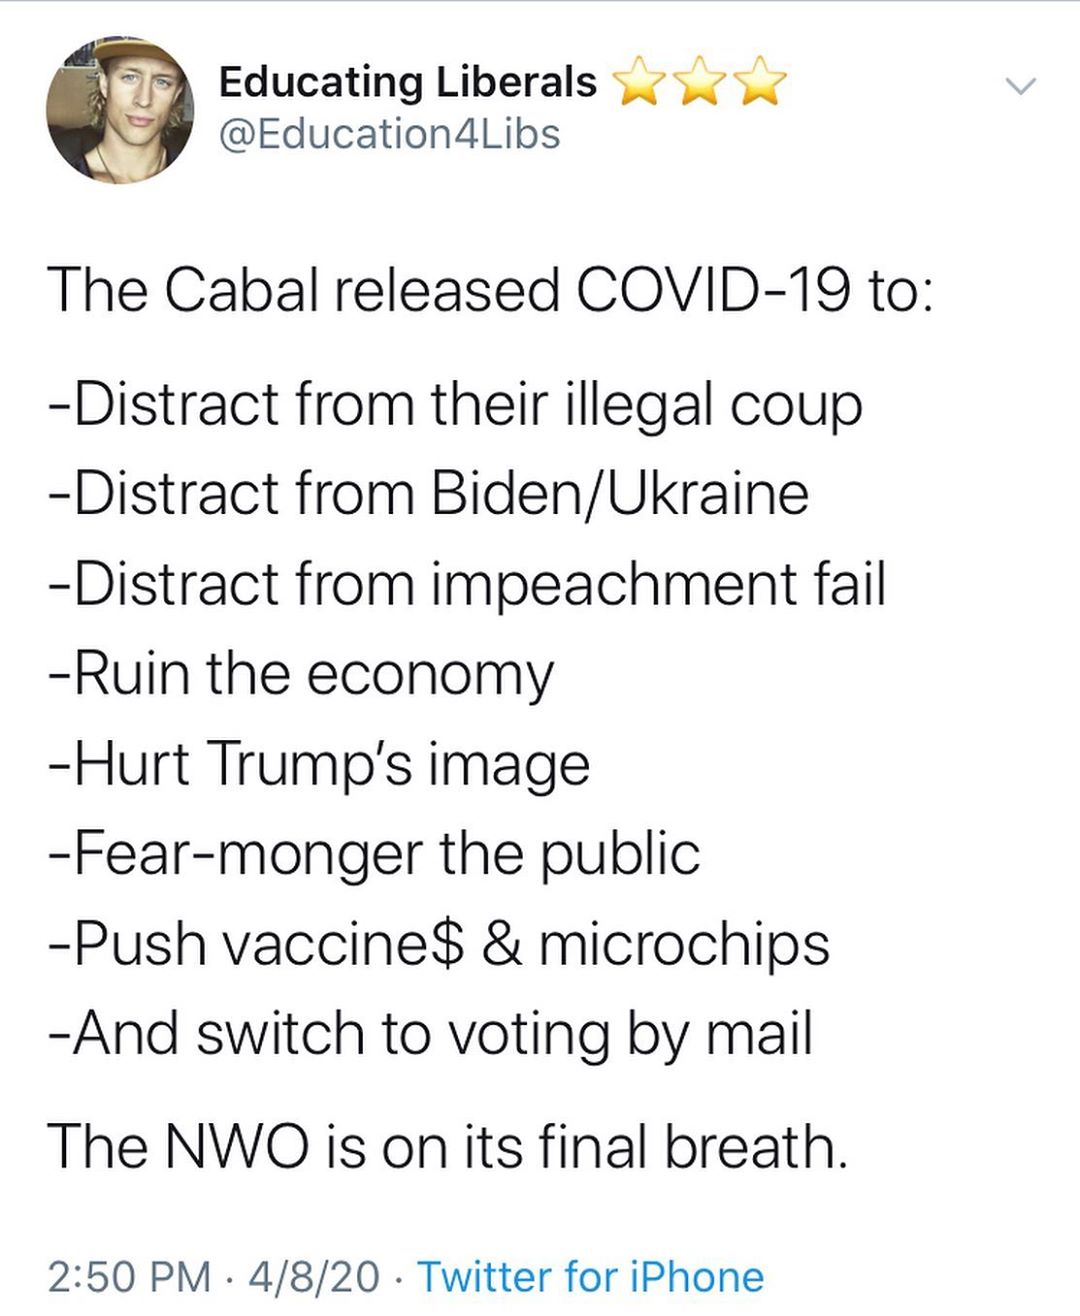 Educating Liberals ⭐⭐⭐
@Education4Libs
The Cabal released COVID-19 to:
-Distract from their illegal coup
-Distract from Biden/Ukraine
-Distract from impeachment fail
-Ruin the economy
-Hurt Trump’s image
-Fear-monger the public
-Push vaccine$ & microchips
-And switch to voting by mail
The NWO is on its final breath.
2:50 PM · 4/8/20 · Twitter for iPhone